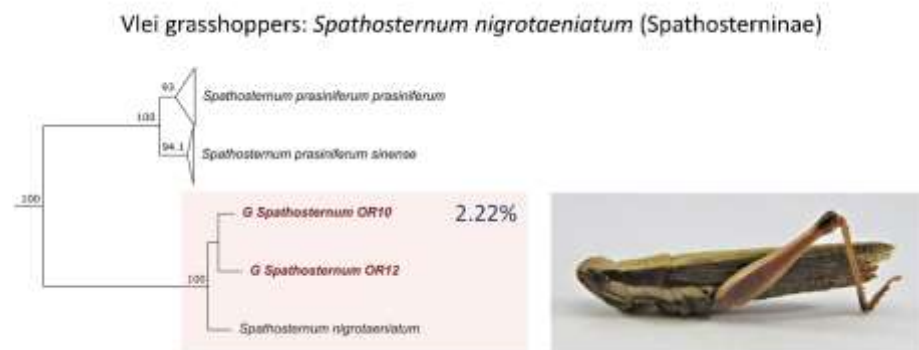 Vlei grasshoppers: Spathosternum nigrotaeniatum (Spathosterninae)
93
Spathosternum prasiniferum prasiniferum
100
94.1
Spathosternum prasiniferum sinense
100
G Spathosternum OR10
2.22%
G Spathosternum OR12
100
Spathosternum nigrotaeniatum